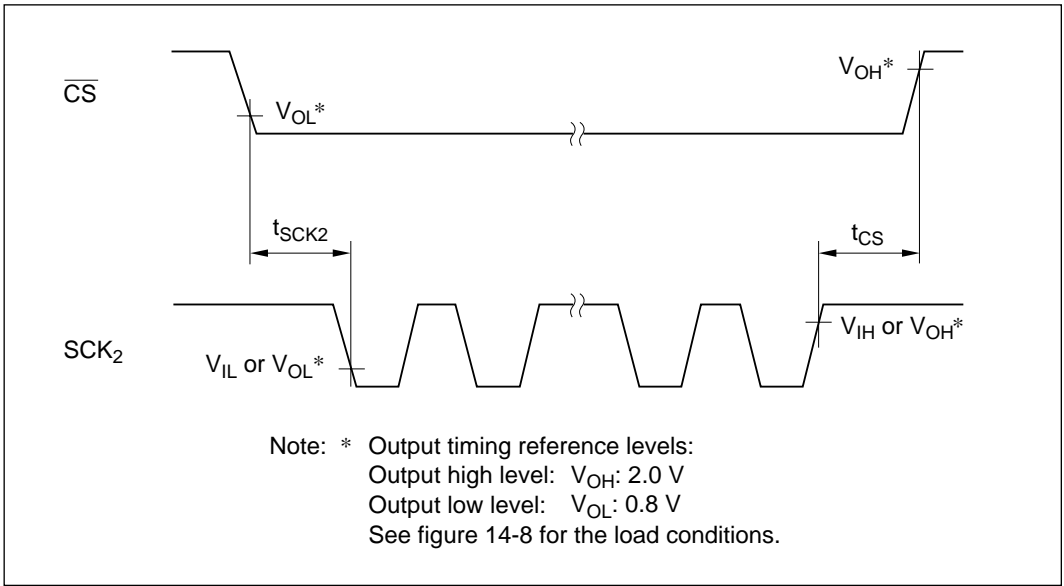 CS
VOL*
VOH*
tSCK2
tCS
SCK2
VIL or VOL*
VIH or VOH*
Note: * Output timing reference levels:
Output high level: VOH: 2.0 V
Output low level: VOL: 0.8 V
See figure 14-8 for the load conditions.